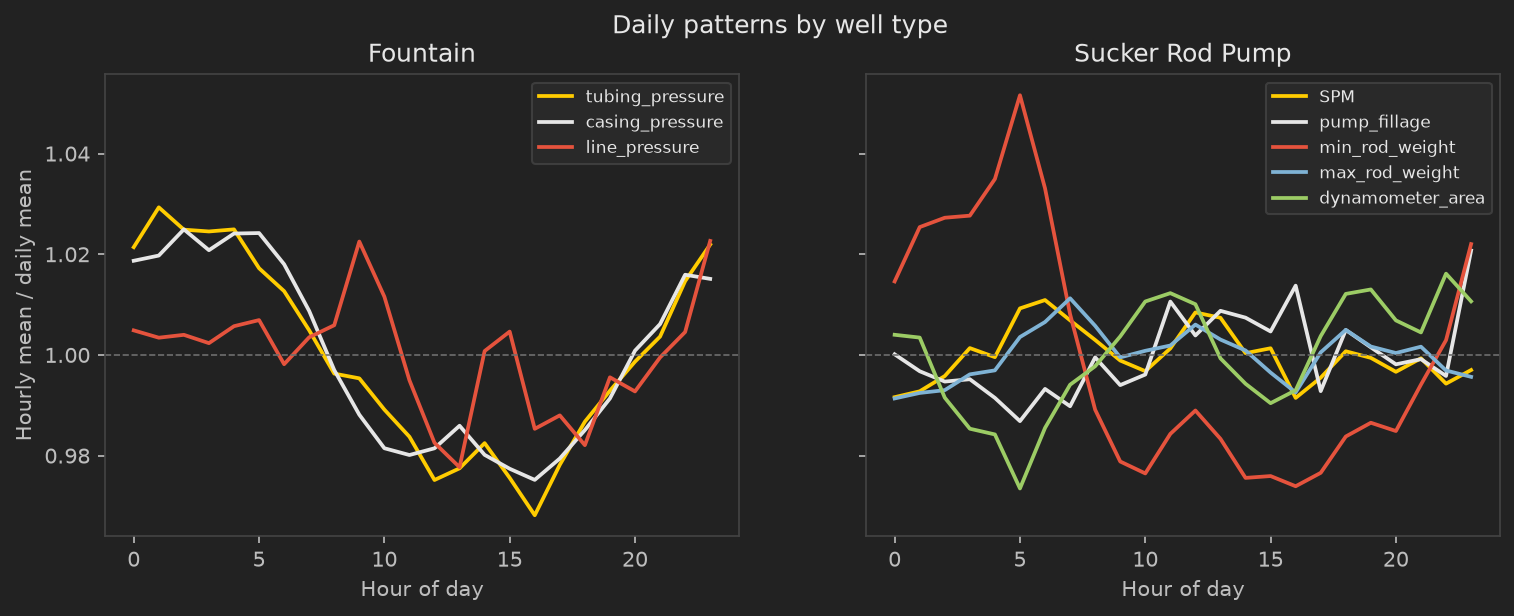 Daily patterns by well type
Fountain
tubing_pressure
casing_pressure
line_pressure
1.04
1.02
1.00
0.98
Hourly mean / daily mean
0 5 10 15 20
Hour of day
Sucker Rod Pump
SPM
pump_fillage
min_rod_weight
max_rod_weight
dynamometer_area
0 5 10 15 20
Hour of day